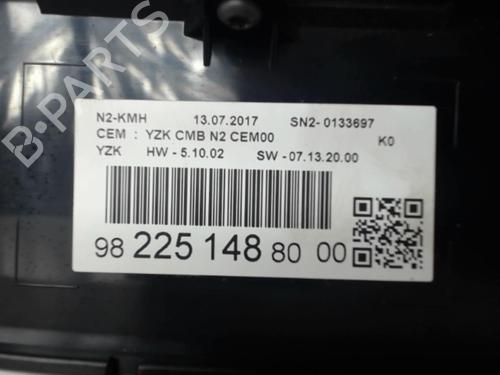 N2-KMH 13.07.2017 SN2- 0133697
CEM : YZK CMB N2 CEM00 K0
YZK HW - 5.10.02 SW - 07.13.20.00
98 225 148 80 00
B-PARTS